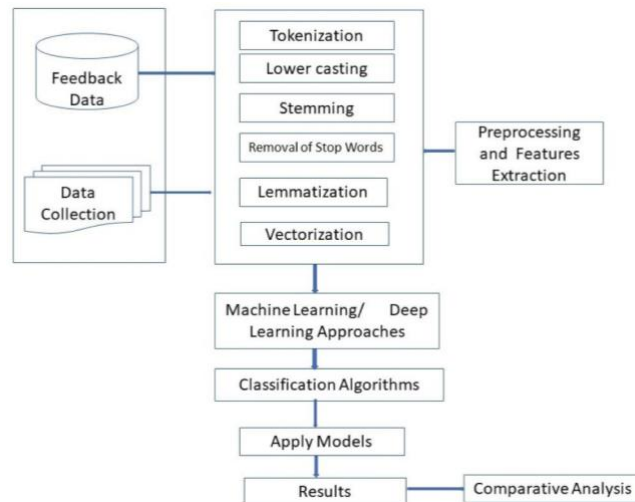 Feedback
Data
Data
Collection
Tokenization
Lower casting
Stemming
Removal of Stop Words
Lemmatization
Vectorization
Preprocessing
and Features
Extraction
Machine Learning/ Deep
Learning Approaches
Classification Algorithms
Apply Models
Results
Comparative Analysis